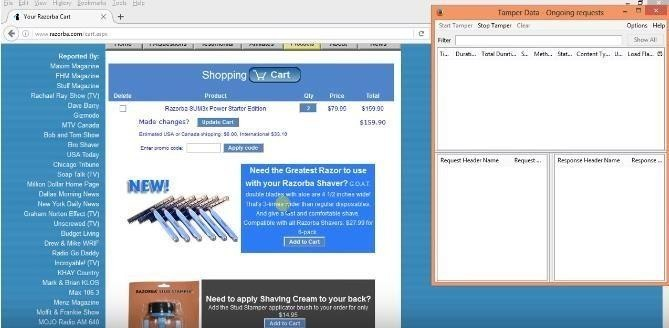 File Edit View History Bookmarks Tools Help
Your Razorba Cart
www.razorba.com/cart.aspx
Home
Testimonial
Affiliates
Products
About
News
Reported By:
Maxim Magazine
FHM Magazine
Stuff Magazine
Rachael Ray Show (TV)
Dave Barry
Gizmodo
MTV Canada
Bob and Tom Show
Bro Shaver
USA Today
Chicago Tribune
Soap Talk (TV)
Million Dollar Home Page
Dallas Morning News
New York Daily News
Graham Norton Effect (TV)
Unscrewed (TV)
Budget Living
Drew & Mike WRIF
Radio Go Daddy
Incredible! (TV)
KHAY Country
Mark & Brian KLOS
Max 106.3
Menz Magazine
Moffit & Frankie Show
MOJO Radio AM 640
Shopping Cart
Delete Product Qty Price Total
Razorba SUM3x Power Starter Edition 2 $79.95 $159.90
Made changes? Update Cart $159.90
Estimated USA or Canada shipping: $8.00, International $33.10
Enter promo code: Apply code
NEW!
Need the Greatest Razor to use
with your Razorba Shaver? G.O.A.T.
double blades with aloe are 4 1/2 inches wide!
That's 3-times wider than regular disposables.
And give a fast and comfortable shave.
Compatible with all Razorba Shavers. $27.99 for
6-pack.
Add to Cart
RAZORBA STUD STAMPER
Need to apply Shaving Cream to your back?
Add the Stud Stamper applicator brush to your order for only
$14.95
Add to Cart
Tamper Data - Ongoing requests
Start Tamper Stop Tamper Clear Options Help
Filter Show All
Ti... Durati... Total Durati... S... Meth... Stat... Content Ty... U... Load Fla...
Request Header Name Request ...
Response Header Name Response ...